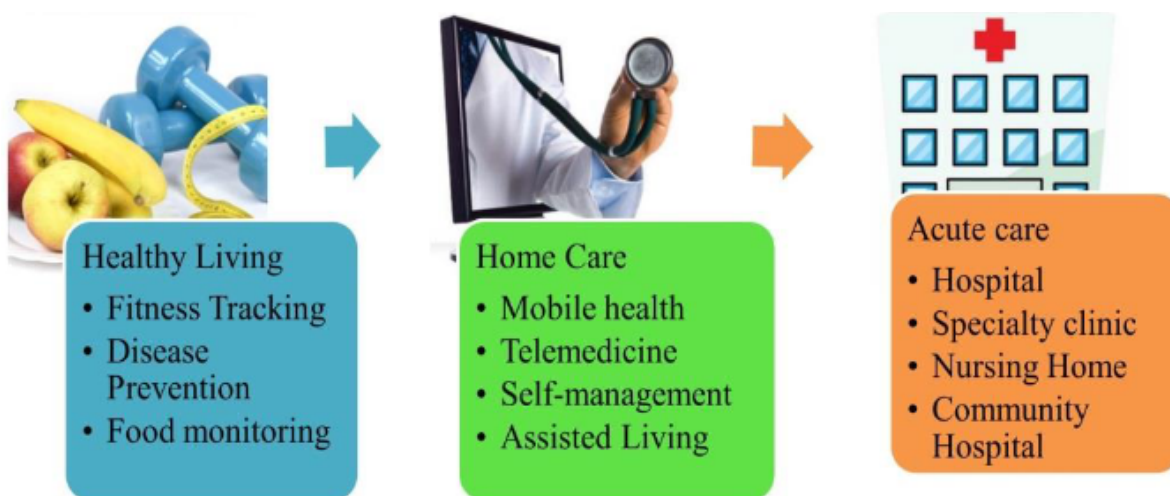 Healthy Living
• Fitness Tracking
• Disease
Prevention
• Food monitoring
Home Care
• Mobile health
• Telemedicine
• Self-management
• Assisted Living
Acute care
• Hospital
• Specialty clinic
• Nursing Home
• Community
Hospital